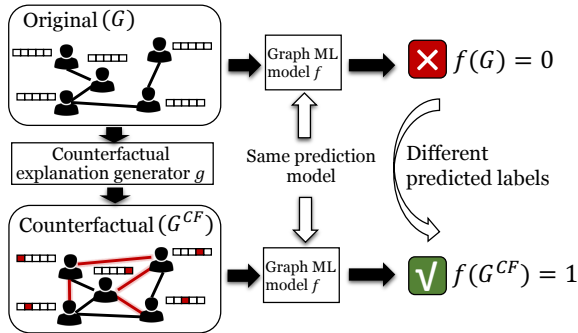 Original (G)
Graph ML
model f
f(G) = 0
Counterfactual
explanation generator g
Same prediction
model
Different
predicted labels
Counterfactual (G^{CF})
Graph ML
model f
√ f(G^{CF}) = 1